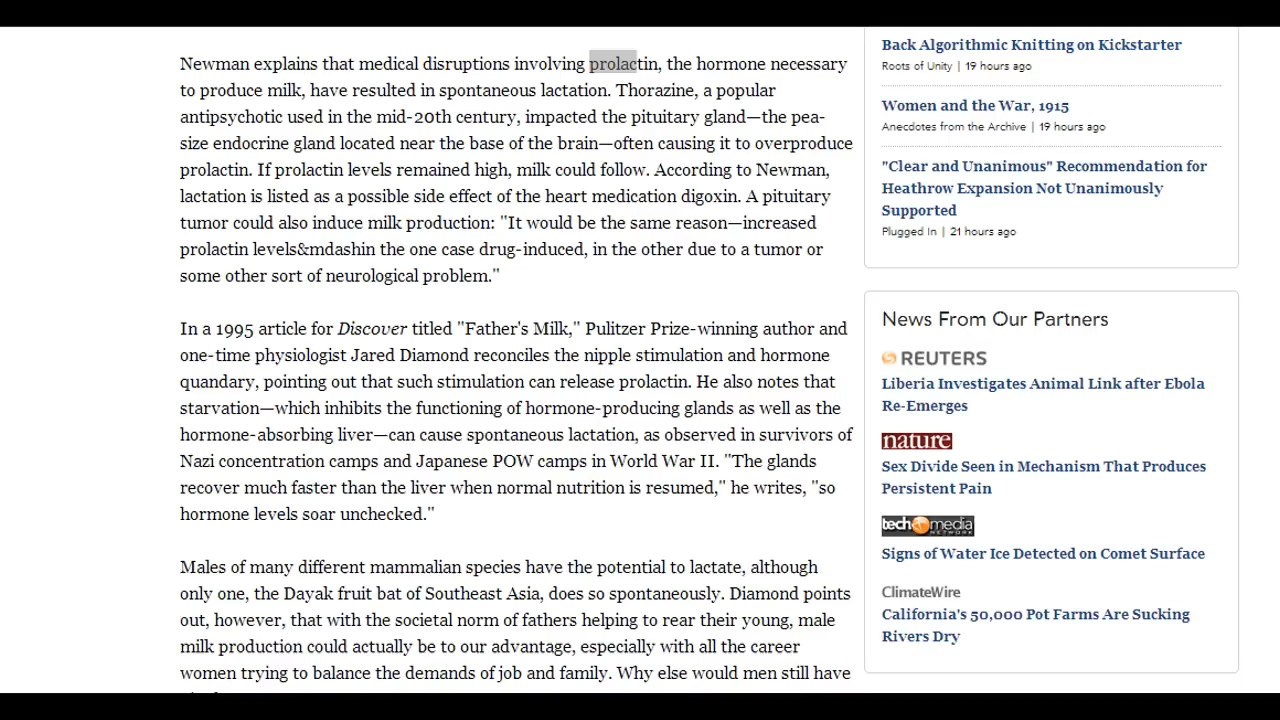 Newman explains that medical disruptions involving prolactin, the hormone necessary
to produce milk, have resulted in spontaneous lactation. Thorazine, a popular
antipsychotic used in the mid-20th century, impacted the pituitary gland—the pea-
size endocrine gland located near the base of the brain—often causing it to overproduce
prolactin. If prolactin levels remained high, milk could follow. According to Newman,
lactation is listed as a possible side effect of the heart medication digoxin. A pituitary
tumor could also induce milk production: "It would be the same reason—increased
prolactin levels&mdashin the one case drug-induced, in the other due to a tumor or
some other sort of neurological problem."
In a 1995 article for Discover titled "Father's Milk," Pulitzer Prize-winning author and
one-time physiologist Jared Diamond reconciles the nipple stimulation and hormone
quandary, pointing out that such stimulation can release prolactin. He also notes that
starvation—which inhibits the functioning of hormone-producing glands as well as the
hormone-absorbing liver—can cause spontaneous lactation, as observed in survivors of
Nazi concentration camps and Japanese POW camps in World War II. "The glands
recover much faster than the liver when normal nutrition is resumed," he writes, "so
hormone levels soar unchecked."
Males of many different mammalian species have the potential to lactate, although
only one, the Dayak fruit bat of Southeast Asia, does so spontaneously. Diamond points
out, however, that with the societal norm of fathers helping to rear their young, male
milk production could actually be to our advantage, especially with all the career
women trying to balance the demands of job and family. Why else would men still have
Back Algorithmic Knitting on Kickstarter
Roots of Unity | 19 hours ago
Women and the War, 1915
Anecdotes from the Archive | 19 hours ago
"Clear and Unanimous" Recommendation for
Heathrow Expansion Not Unanimously
Supported
Plugged In | 21 hours ago
News From Our Partners
REUTERS
Liberia Investigates Animal Link after Ebola
Re-Emerges
nature
Sex Divide Seen in Mechanism That Produces
Persistent Pain
techmedia
NETWORK
Signs of Water Ice Detected on Comet Surface
ClimateWire
California's 50,000 Pot Farms Are Sucking
Rivers Dry